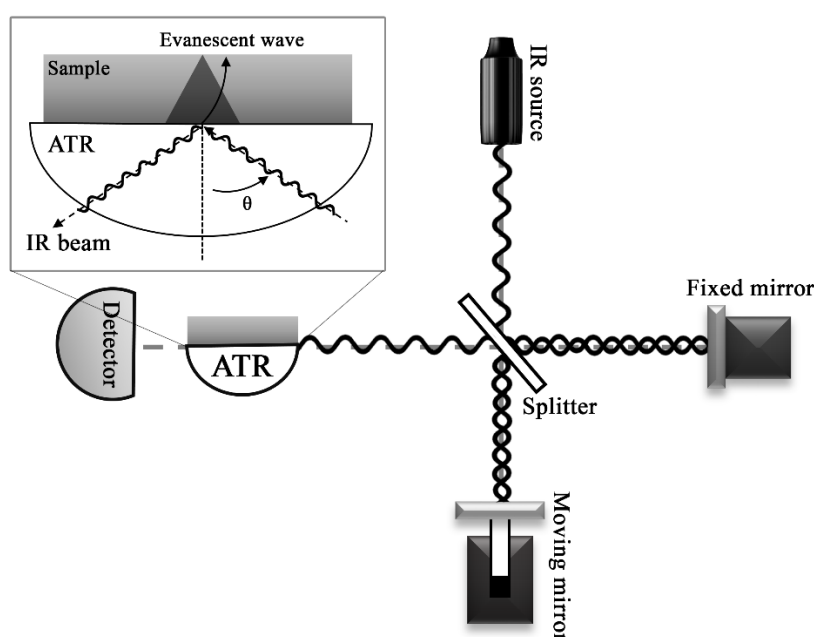 Evanescent wave
Sample
ATR
θ
IR beam
IR source
Fixed mirror
Detector
ATR
Splitter
Moving mirror